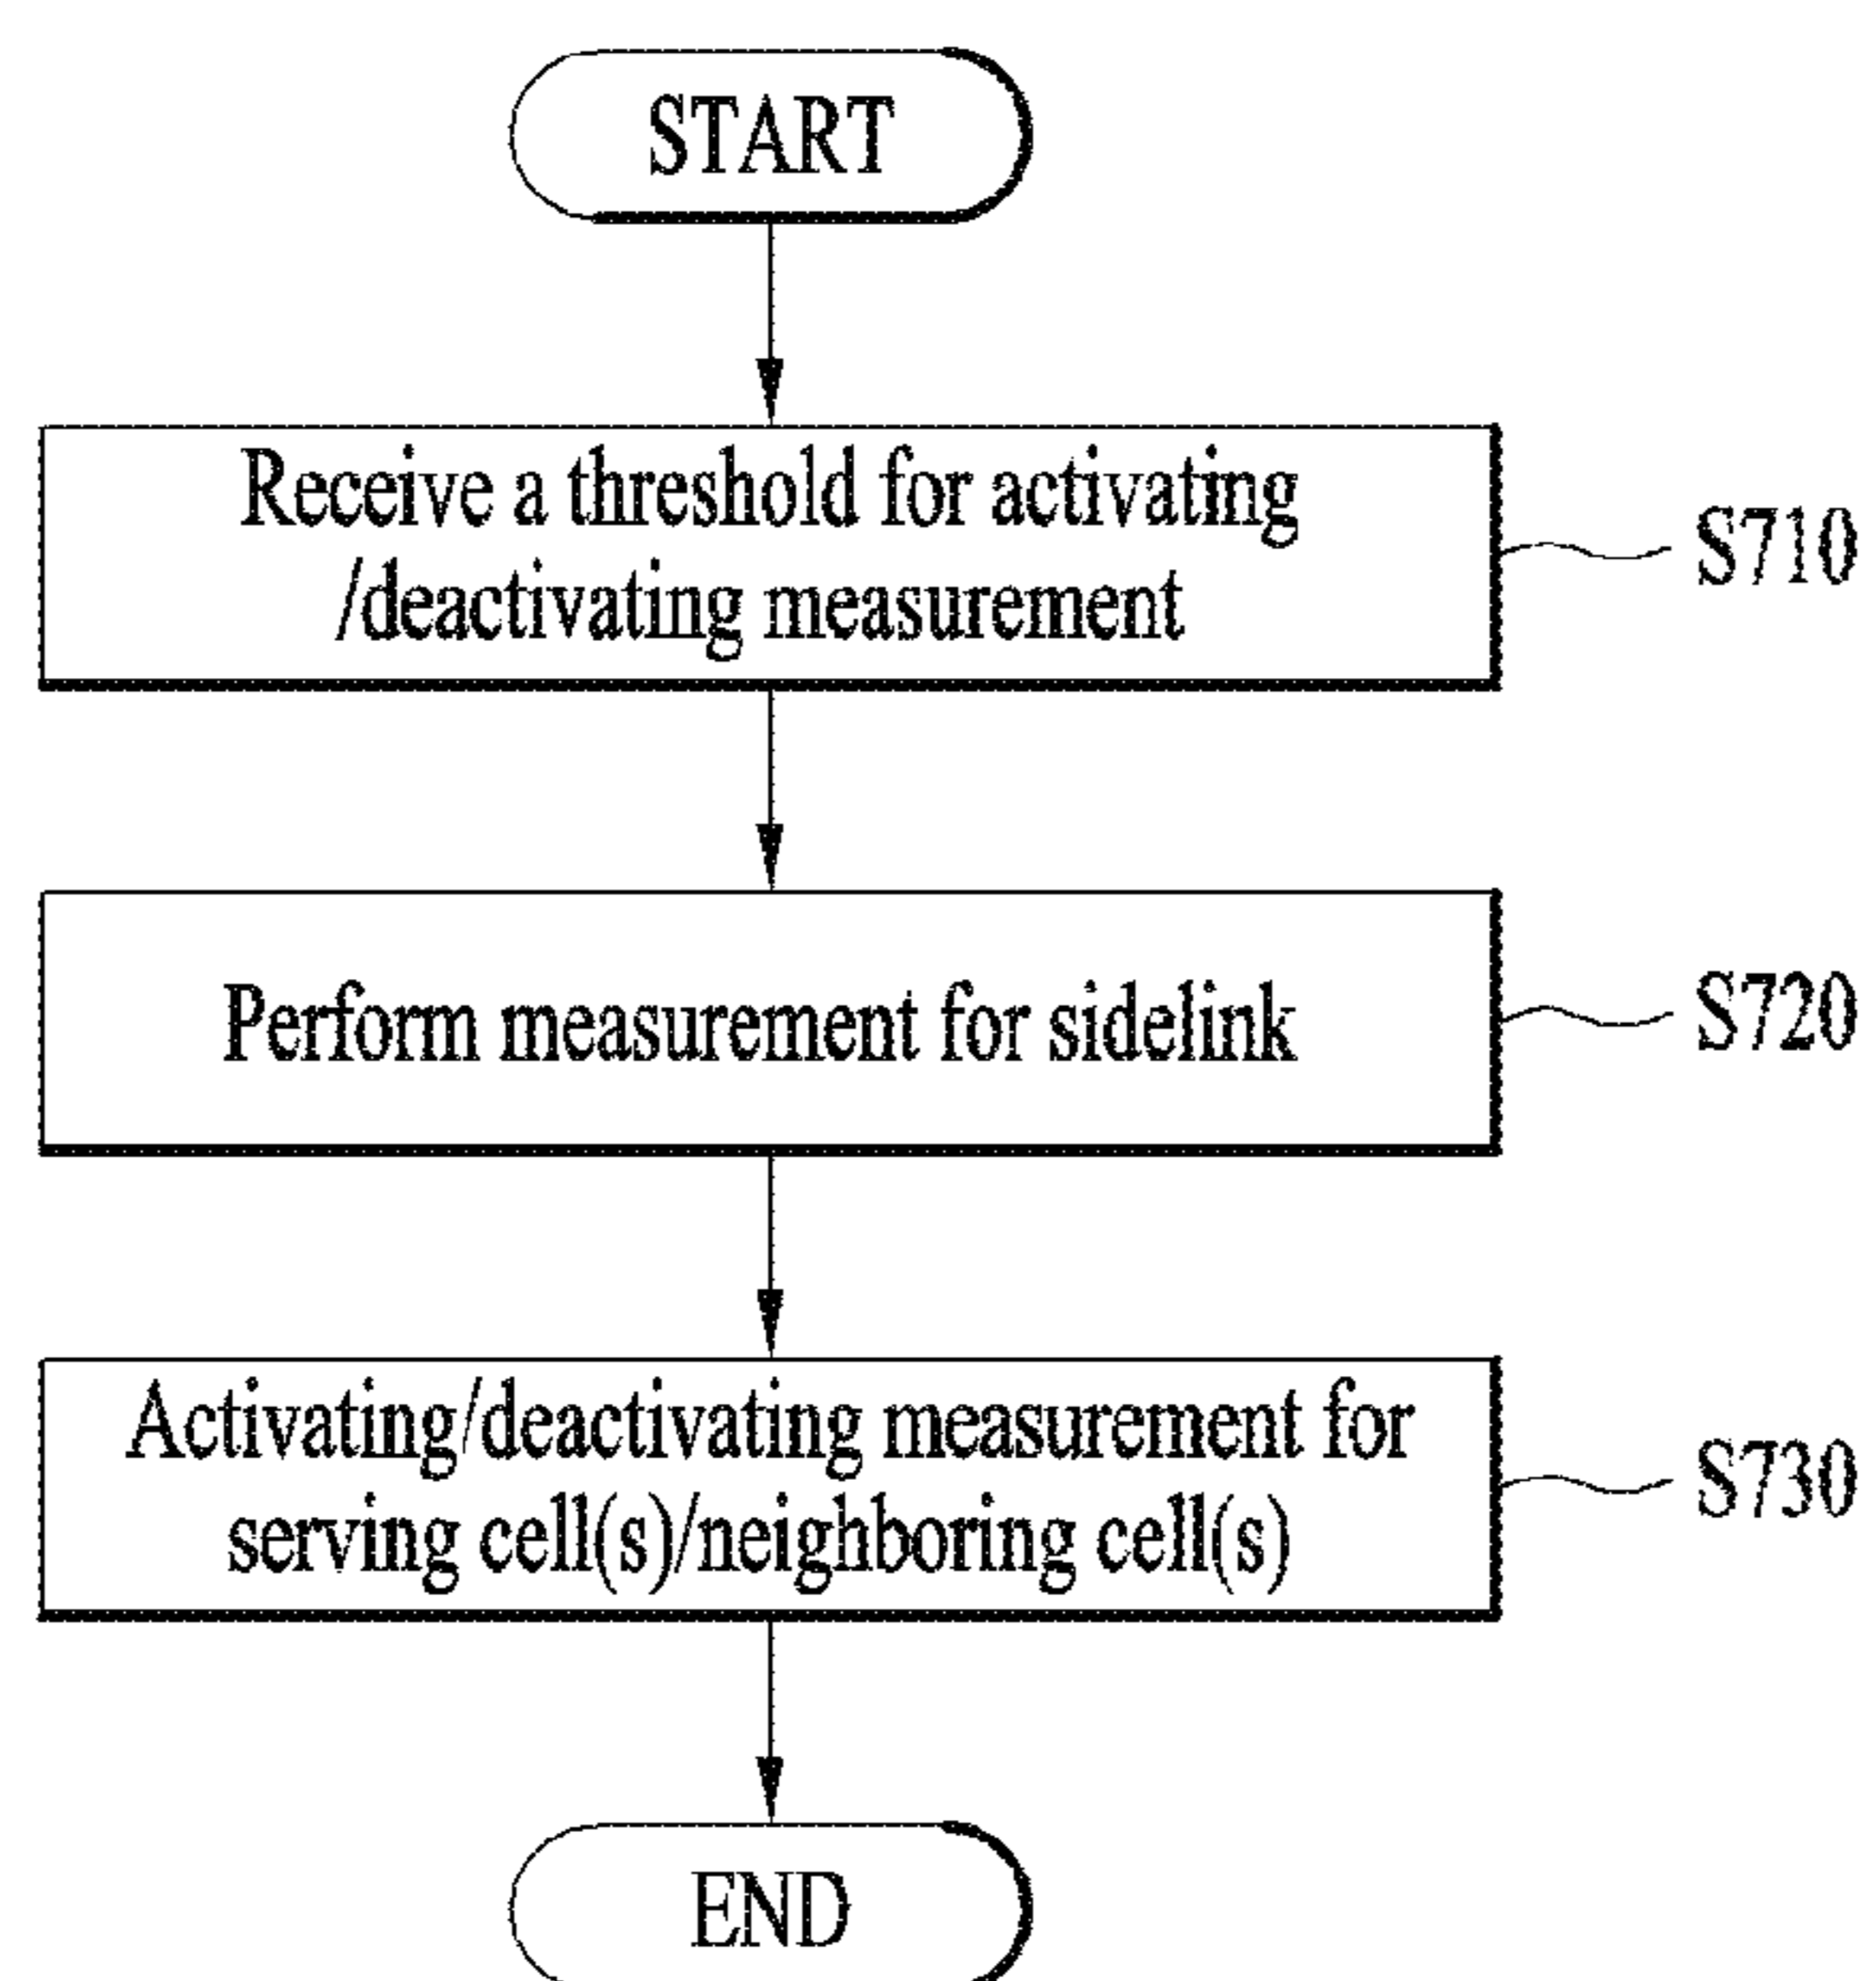 START
Receive a threshold for activating
/deactivating measurement
S710
Perform measurement for sidelink
S720
Activating/deactivating measurement for
serving cell(s)/neighboring cell(s)
S730
END